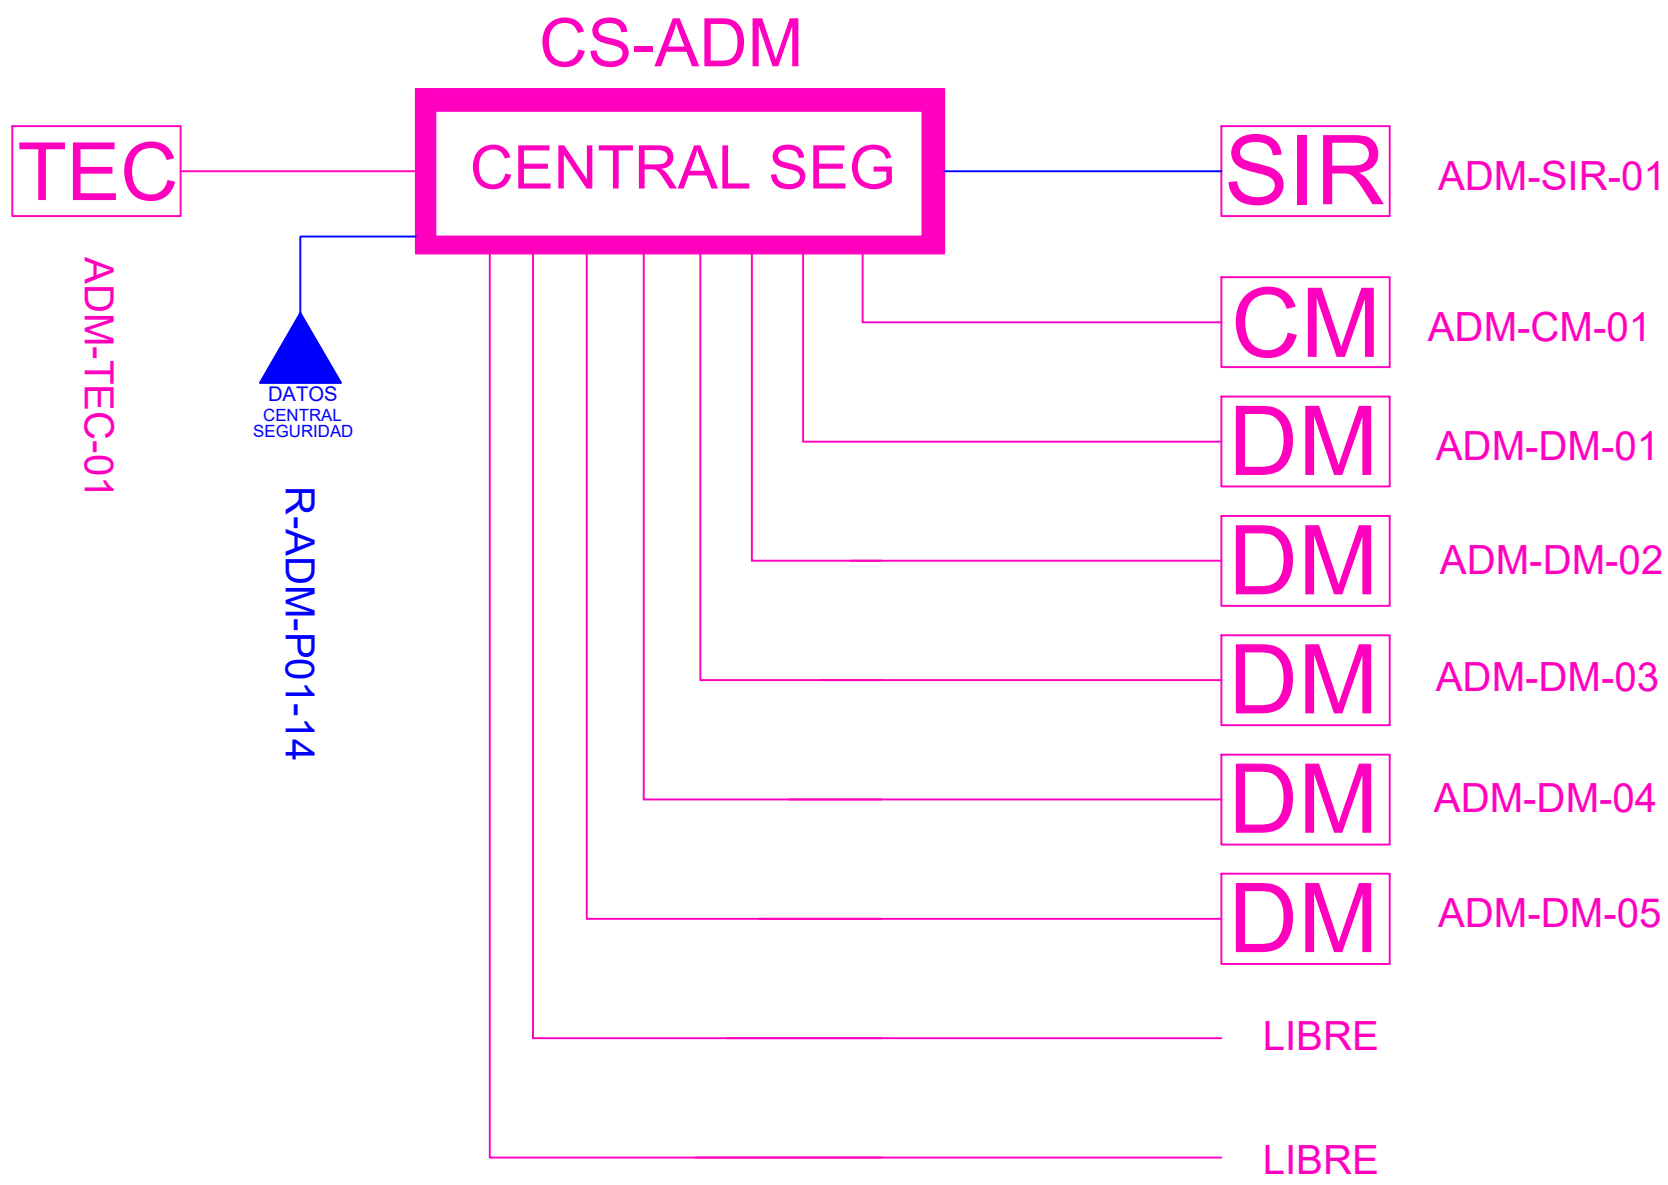 CS-ADM
CENTRAL SEG
TEC
ADM-TEC-01
DATOS
CENTRAL
SEGURIDAD
R-ADM-P01-14
SIR
ADM-SIR-01
CM
ADM-CM-01
DM
ADM-DM-01
DM
ADM-DM-02
DM
ADM-DM-03
DM
ADM-DM-04
DM
ADM-DM-05
LIBRE
LIBRE